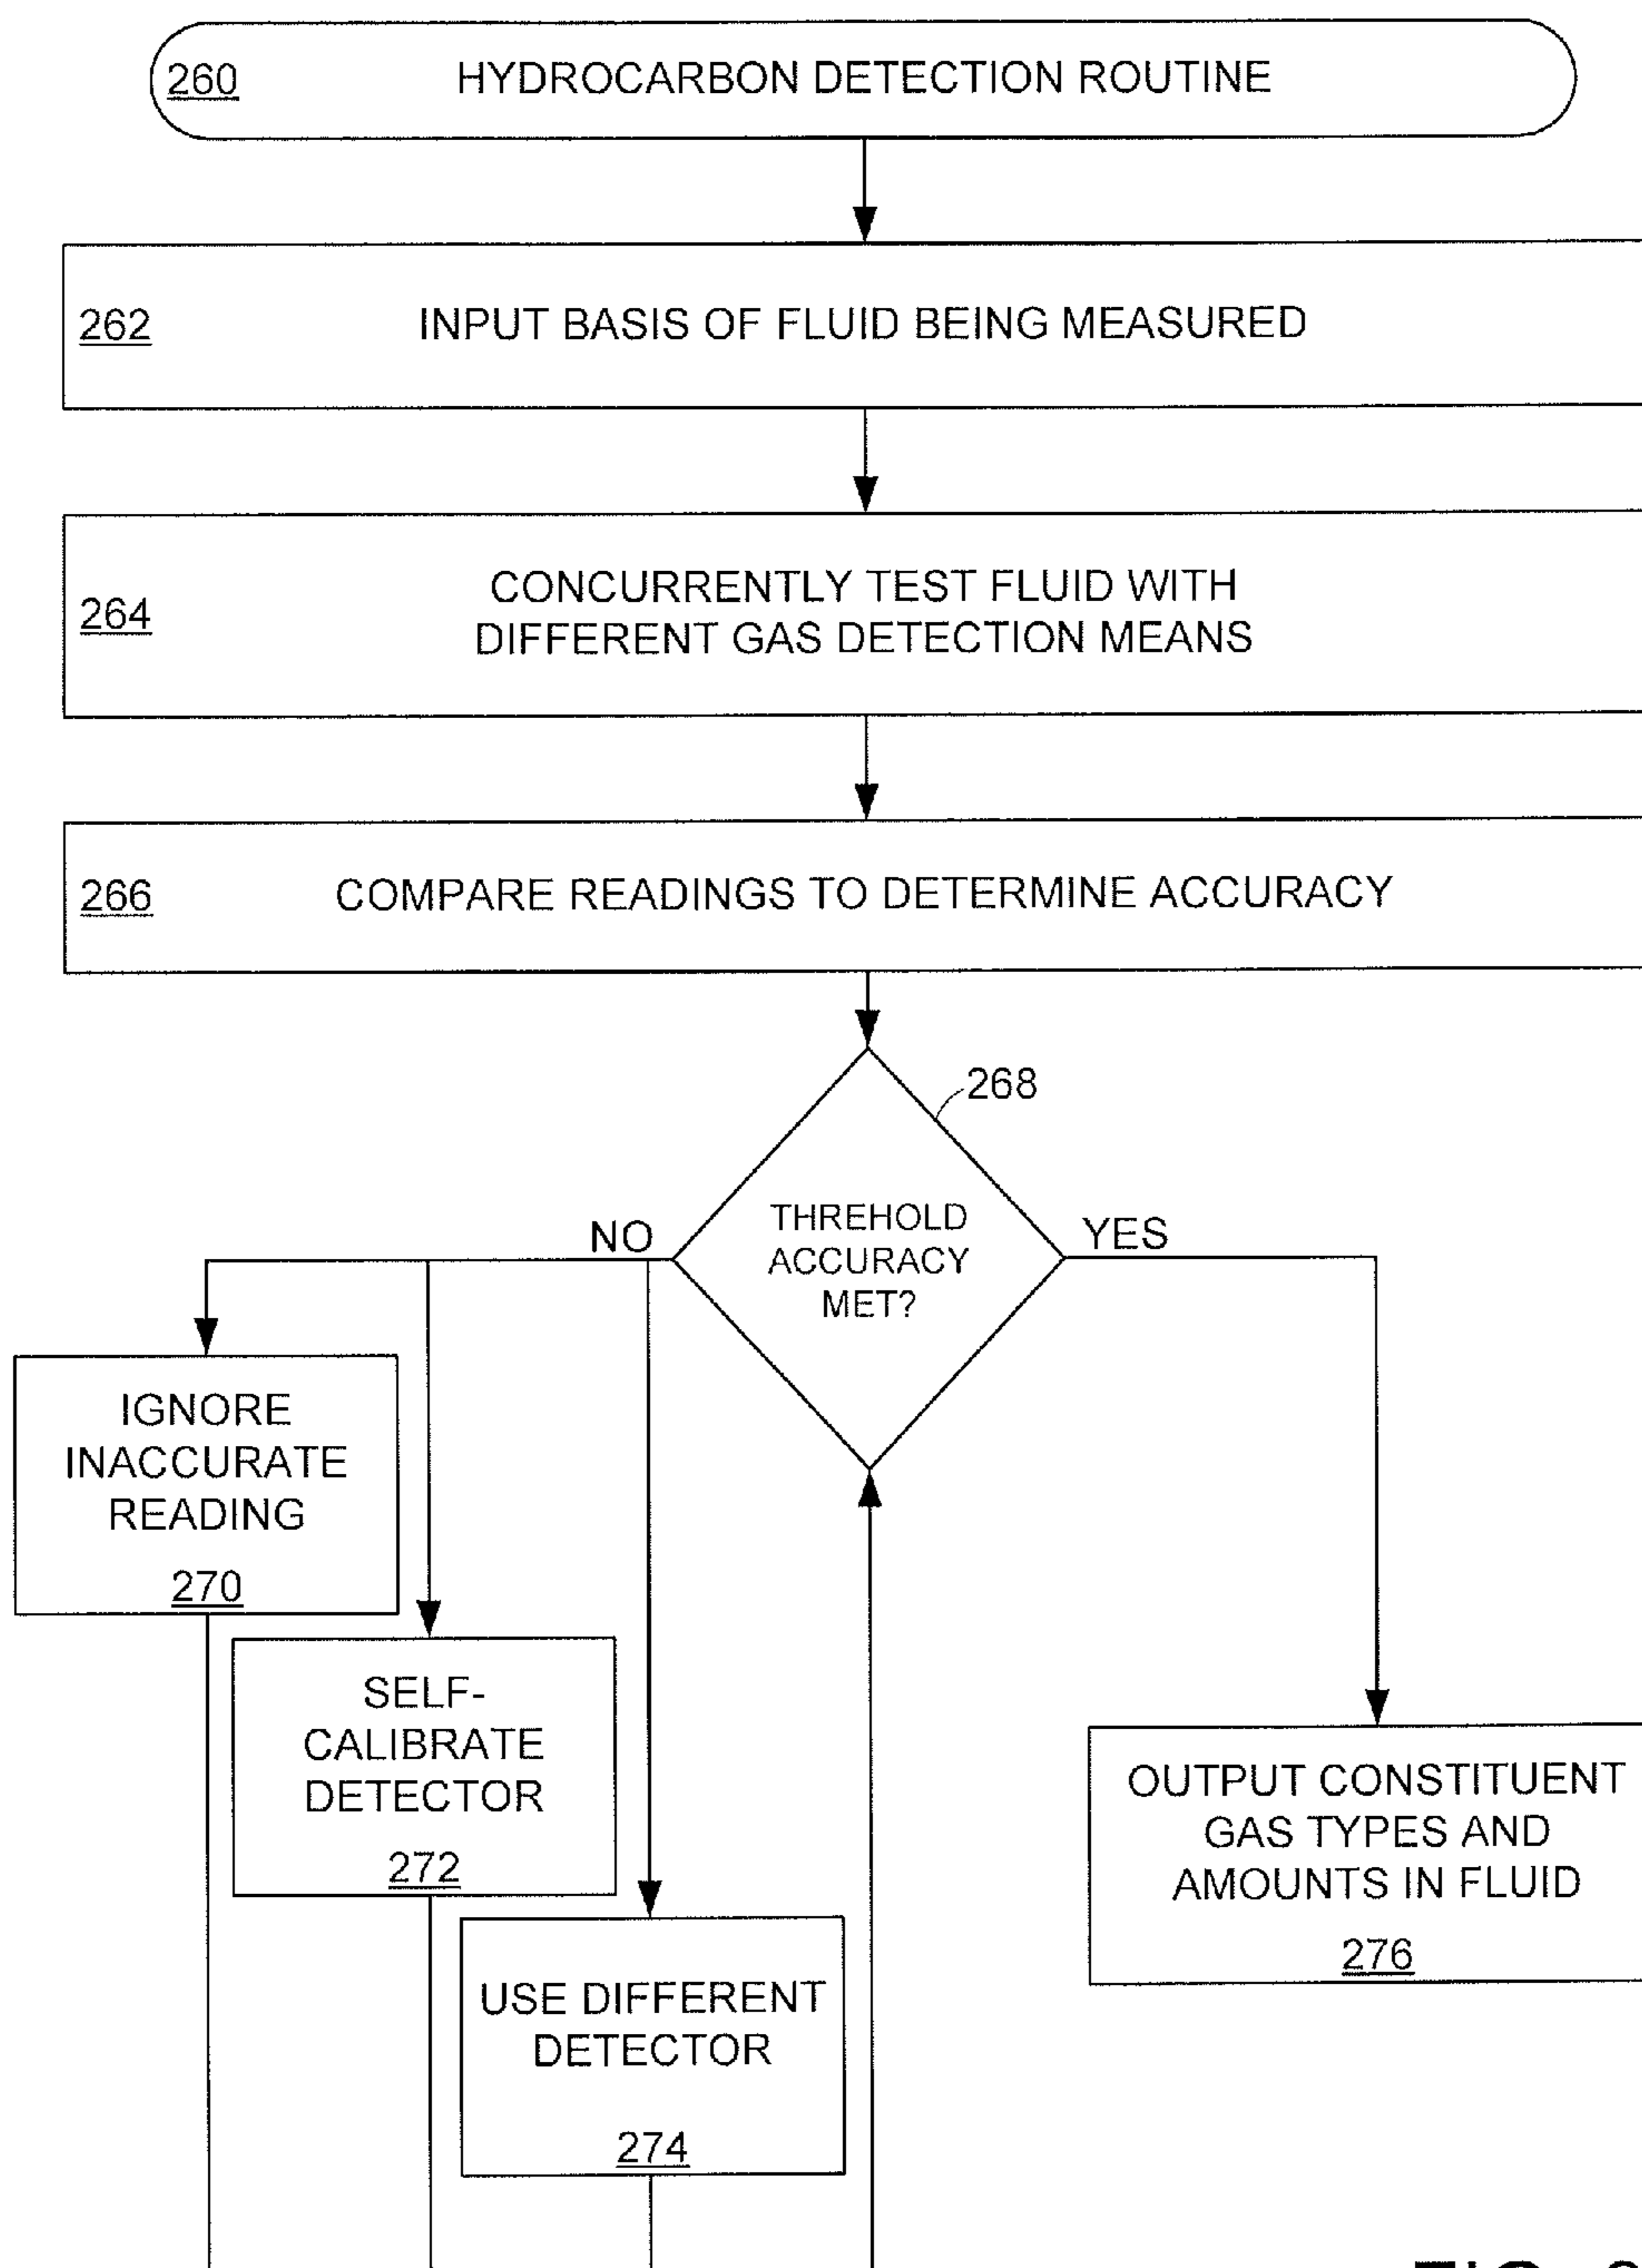 260 HYDROCARBON DETECTION ROUTINE
262 INPUT BASIS OF FLUID BEING MEASURED
264
CONCURRENTLY TEST FLUID WITH
DIFFERENT GAS DETECTION MEANS
266 COMPARE READINGS TO DETERMINE ACCURACY
268
THREHOLD
ACCURACY
MET?
NO
YES
IGNORE
INACCURATE
READING
270
SELF-
CALIBRATE
DETECTOR
272
USE DIFFERENT
DETECTOR
274
OUTPUT CONSTITUENT
GAS TYPES AND
AMOUNTS IN FLUID
276